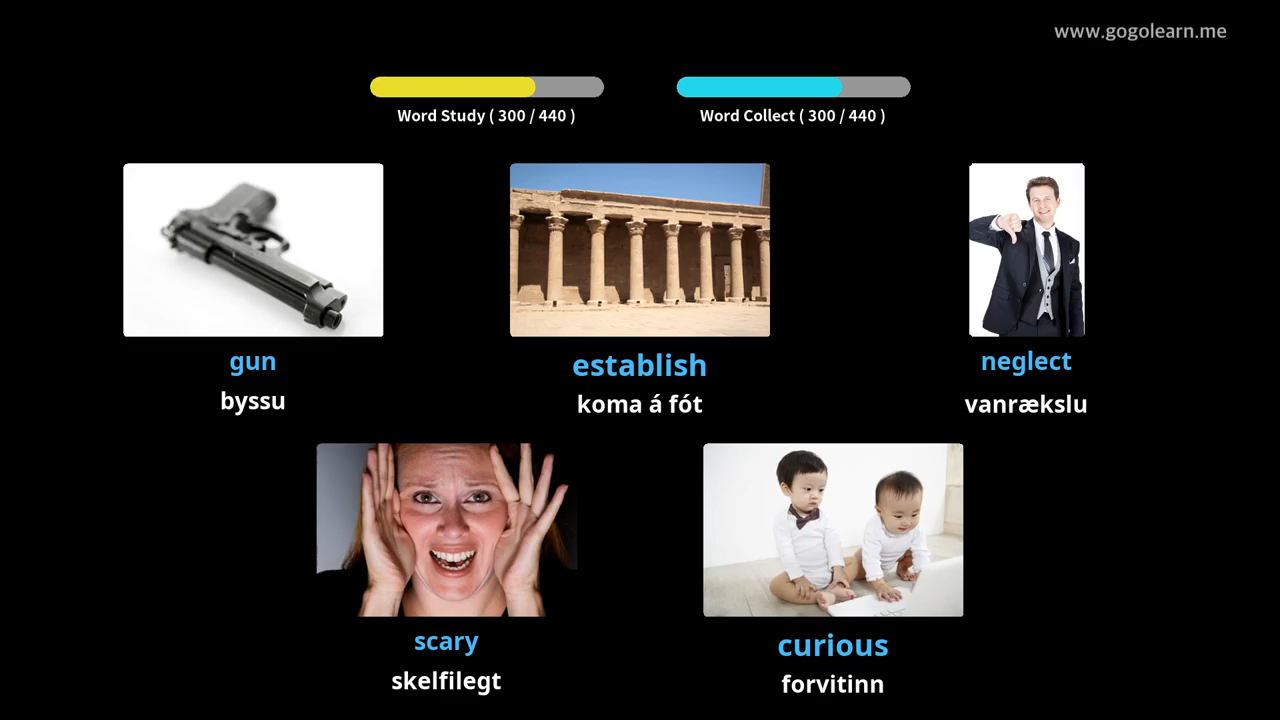 www.gogolearn.me
Word Study ( 300 / 440 )
Word Collect ( 300 / 440 )
gun
byssu
establish
koma á fót
neglect
vanrækslu
scary
skelfilegt
curious
forvitinn